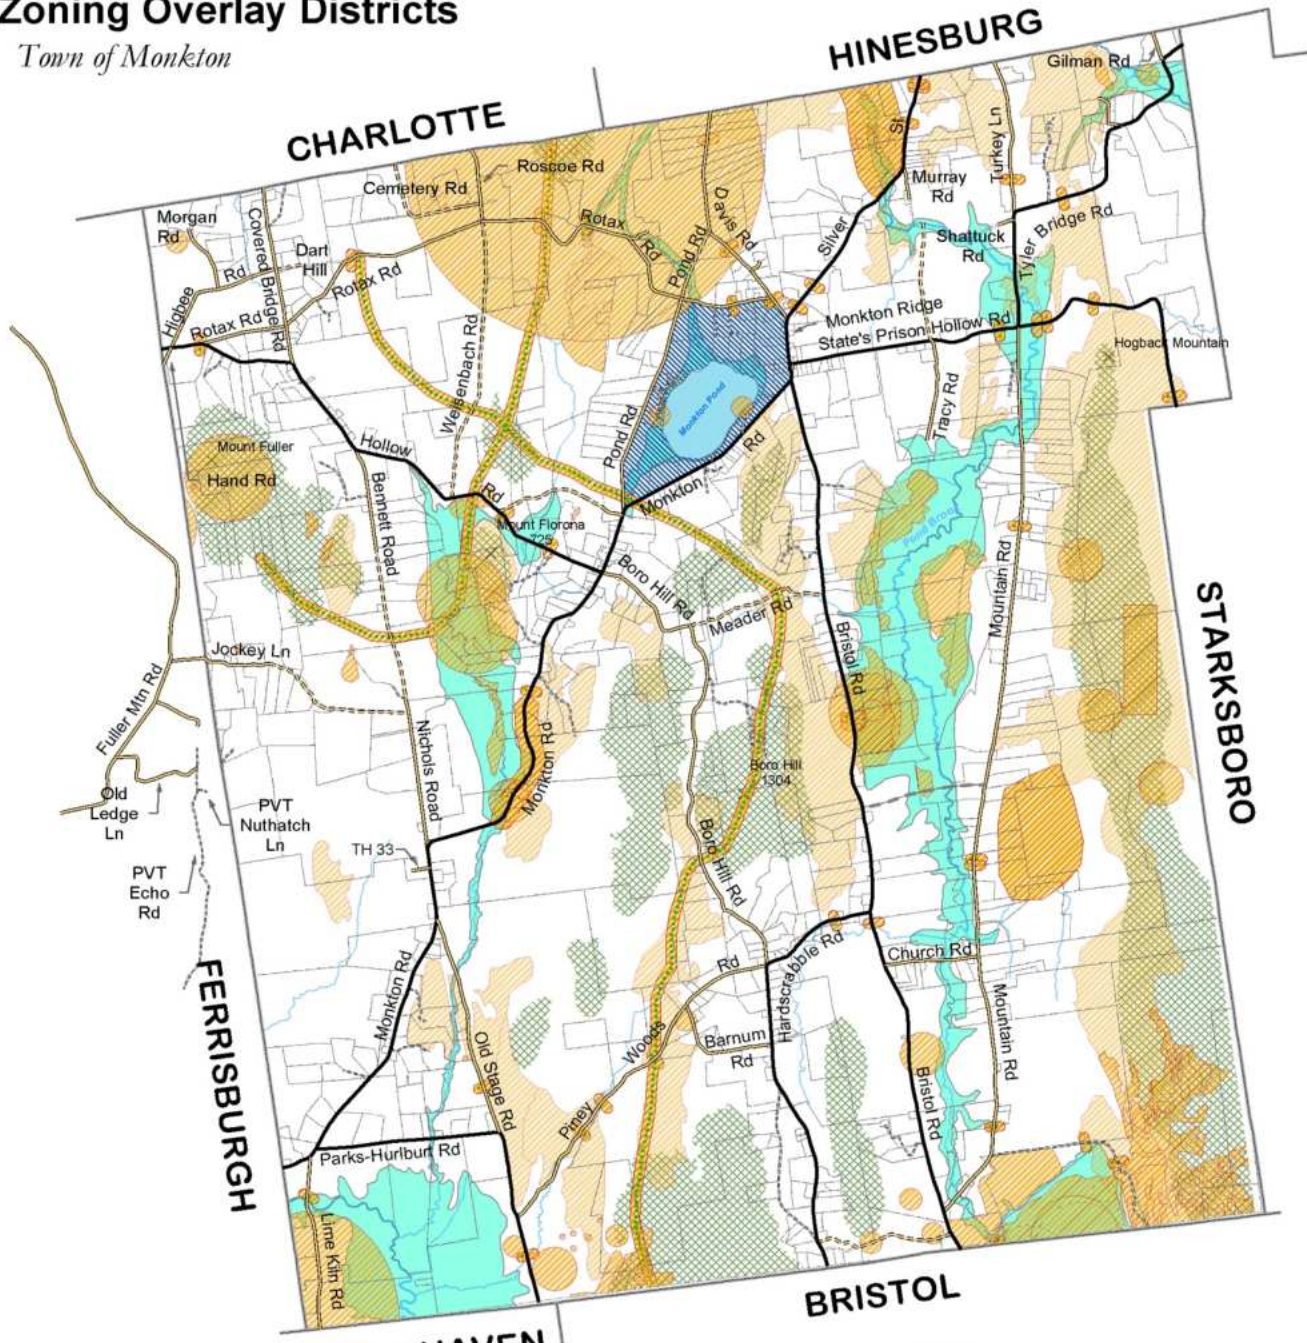 Zoning Overlay Districts
Town of Monkton
HINESBURG
CHARLOTTE
Gilman Rd
Roscoe Rd
Cemetery Rd
St
Turkey Ln
Murray
Rd
Morgan
Rd
Covered Bridge Rd
Dart
Hill
Rotax
Rd
Davis Rd
Pond Rd
Silver
Shattuck
Rd
Tyler
Bridge Rd
Rd
Higbee
Rotax Rd
Rotax Rd
Monkton Ridge
State's Prison Hollow Rd
Hogback Mountain
Weisenbach Rd
Monkton Pond
Tracy Rd
Pond Rd
Rd
Monkton
Mount Fuller
Hand Rd
Hollow
Rd
Bennett Road
Mount Florona
725
Pond Brook
Boro Hill Rd
Meader Rd
Mountain Rd
STARKSBORO
Jockey Ln
Bristol Rd
Fuller Mtn Rd
Nichols Road
Monkton Rd
Boro Hill
1304
Old
Ledge
Ln
PVT
Nuthatch
Ln
TH 33
PVT
Echo
Rd
Boro Hill Rd
FERRISBURGH
Monkton Rd
Hardscrabble Rd
Church Rd
Rd
Woods
Piney
Barnum
Rd
Mountain Rd
Old Stage Rd
Bristol Rd
Parks-Hurlburt Rd
Lime Kiln Rd
BRISTOL
HAVEN